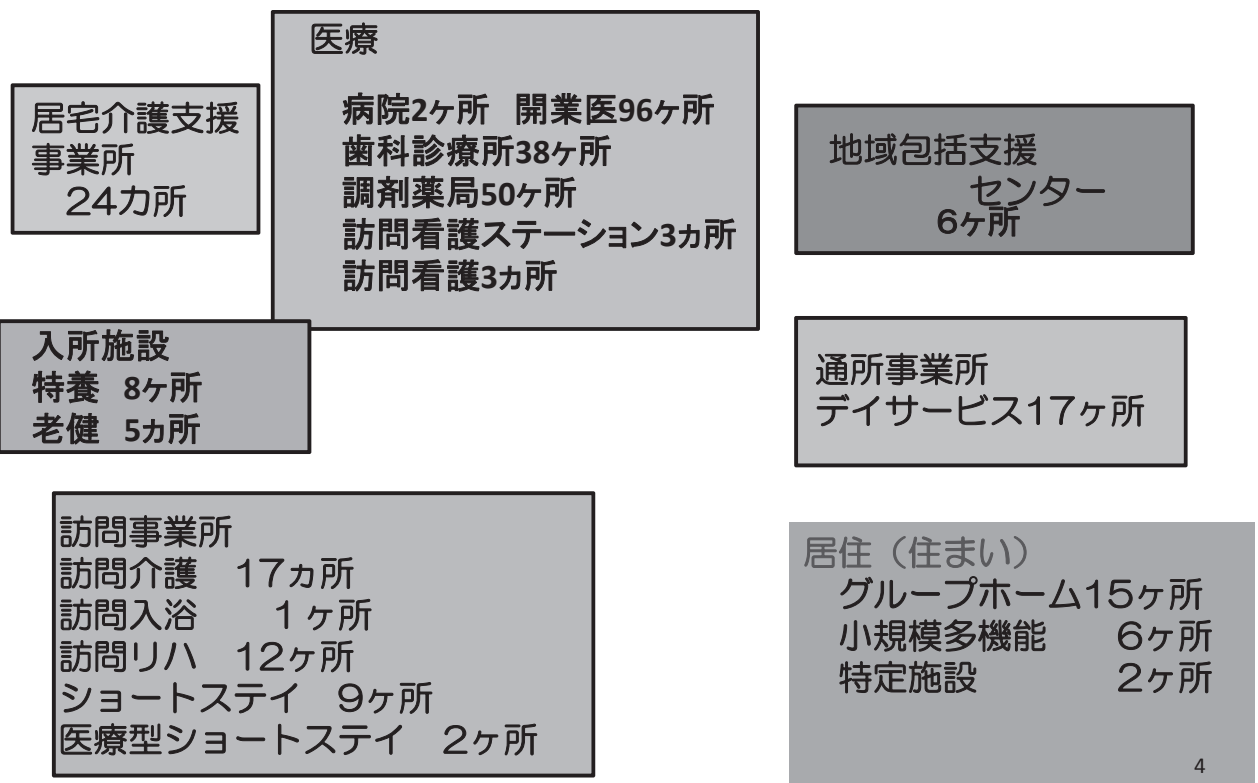 医療
病院2ヶ所 開業医96ヶ所
歯科診療所38ヶ所
調剤薬局50ヶ所
訪問看護ステーション3ヵ所
訪問看護3ヵ所
居宅介護支援
事業所
24カ所
地域包括支援
センター
6ヶ所
入所施設
特養 8ヶ所
老健 5ヵ所
通所事業所
デイサービス17ヶ所
訪問事業所
訪問介護 17ヵ所
訪問入浴 1ヶ所
訪問リハ 12ヶ所
ショートステイ 9ヶ所
医療型ショートステイ 2ヶ所
居住(住まい)
グループホーム15ヶ所
小規模多機能 6ヶ所
特定施設 2ヶ所
4